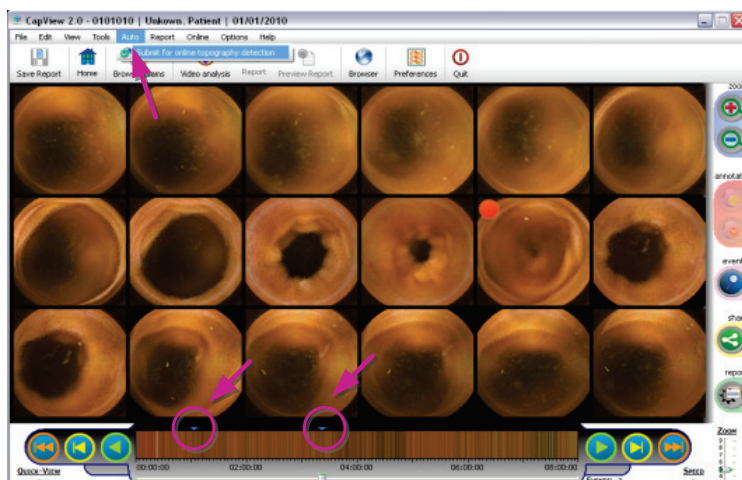 CapView 2.0 - 0101010 | Unkown, Patient | 01/01/2010
File Edit View Tools Auto Report Online Options Help
Submit for online topography detection
Save Report Home Video analysis Report Preview Report Browser Preferences Quit
zoom
event
Zoom
00:00:00 02:00:00 04:00:00 06:00:00 08:00:00
Quick-View
Speed